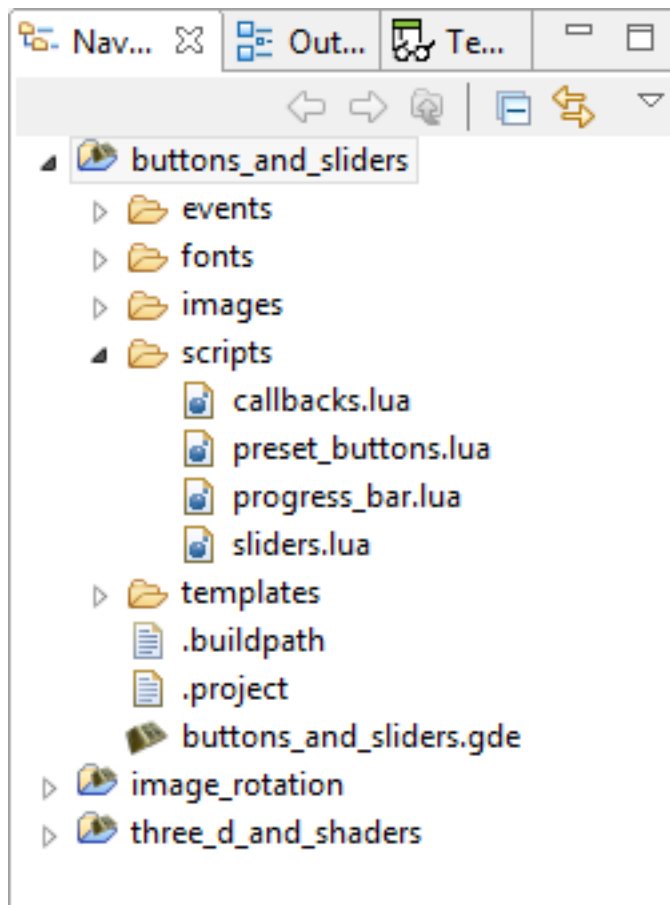 Nav... Out... Te...
buttons_and_sliders
events
fonts
images
scripts
callbacks.lua
preset_buttons.lua
progress_bar.lua
sliders.lua
templates
.buildpath
.project
buttons_and_sliders.gde
image_rotation
three_d_and_shaders